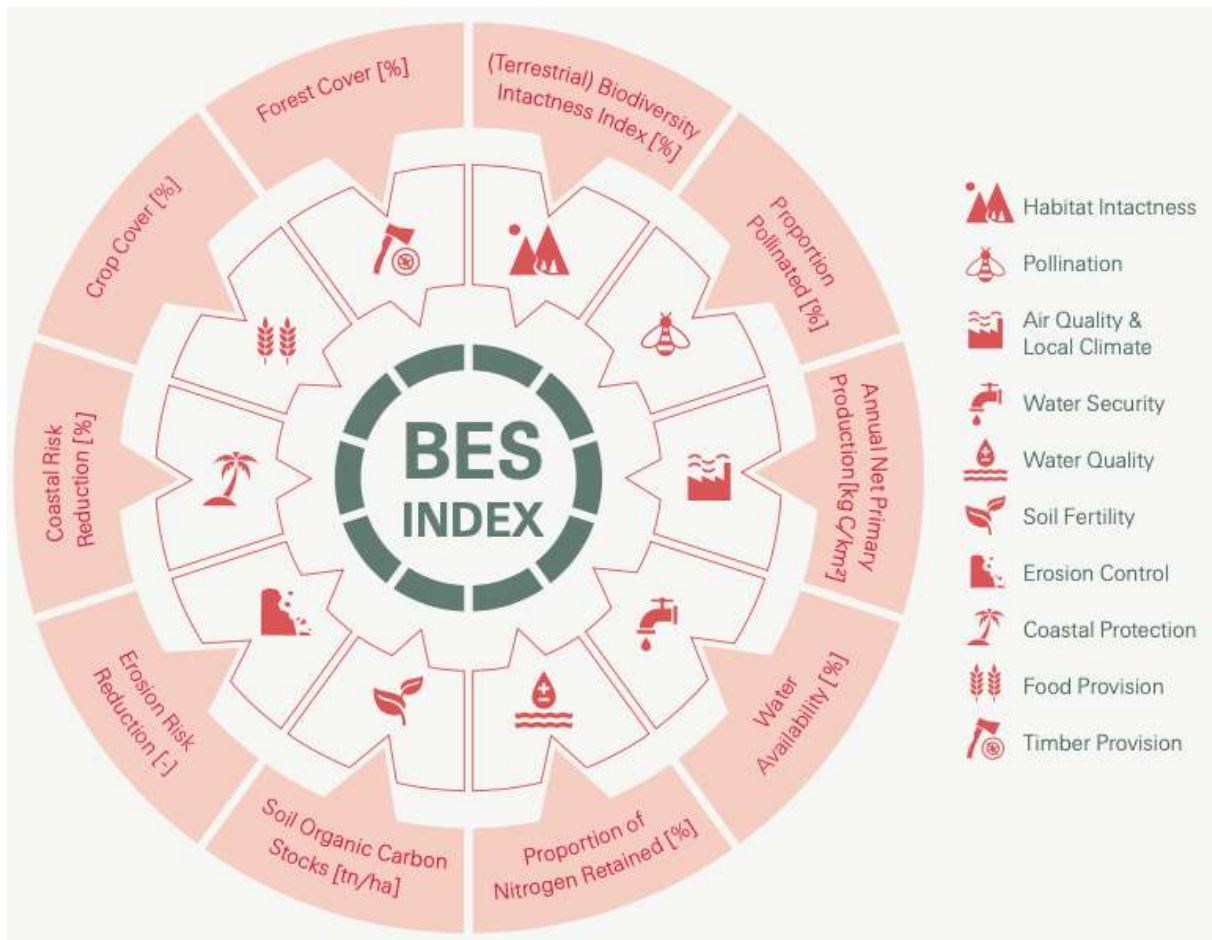 Forest Cover [%]
(Terrestrial) Biodiversity
Intactness Index [%]
Proportion
Pollinated [%]
Annual Net Primary
Production [kg C/km²]
Water
Availability [%]
Proportion of
Nitrogen Retained [%]
Soil Organic Carbon
Stocks [tn/ha]
Erosion Risk
Reduction [-]
Coastal Risk
Reduction [%]
Crop Cover [%]
BES
INDEX
Habitat Intactness
Pollination
Air Quality &
Local Climate
Water Security
Water Quality
Soil Fertility
Erosion Control
Coastal Protection
Food Provision
Timber Provision